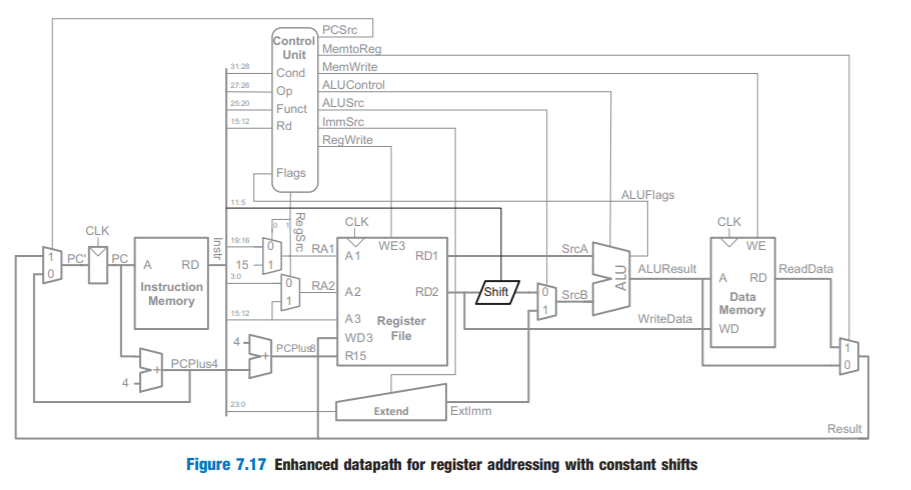 PCSrc
Control Unit
MemtoReg
31:28
Cond
MemWrite
27:26
Op
ALUControl
25:20
Funct
ALUSrc
15:12
Rd
ImmSrc
RegWrite
Flags
11:5
ALUFlags
RegSrc
0 1
CLK
CLK
CLK
19:16
0
RA1
A1
WE3
RD1
SrcA
WE
15
1
1
PC'
PC
0
A
RD
Instr
Instruction
Memory
3:0
0
RA2
A2
RD2
Shift
0
SrcB
1
ALU
ALUResult
A
RD
ReadData
Data
Memory
1
15:12
A3
Register
File
WriteData
WD
4
+
PCPlus8
WD3
R15
1
0
4
+
PCPlus4
23:0
Extend
ExtImm
Result
Figure 7.17 Enhanced datapath for register addressing with constant shifts